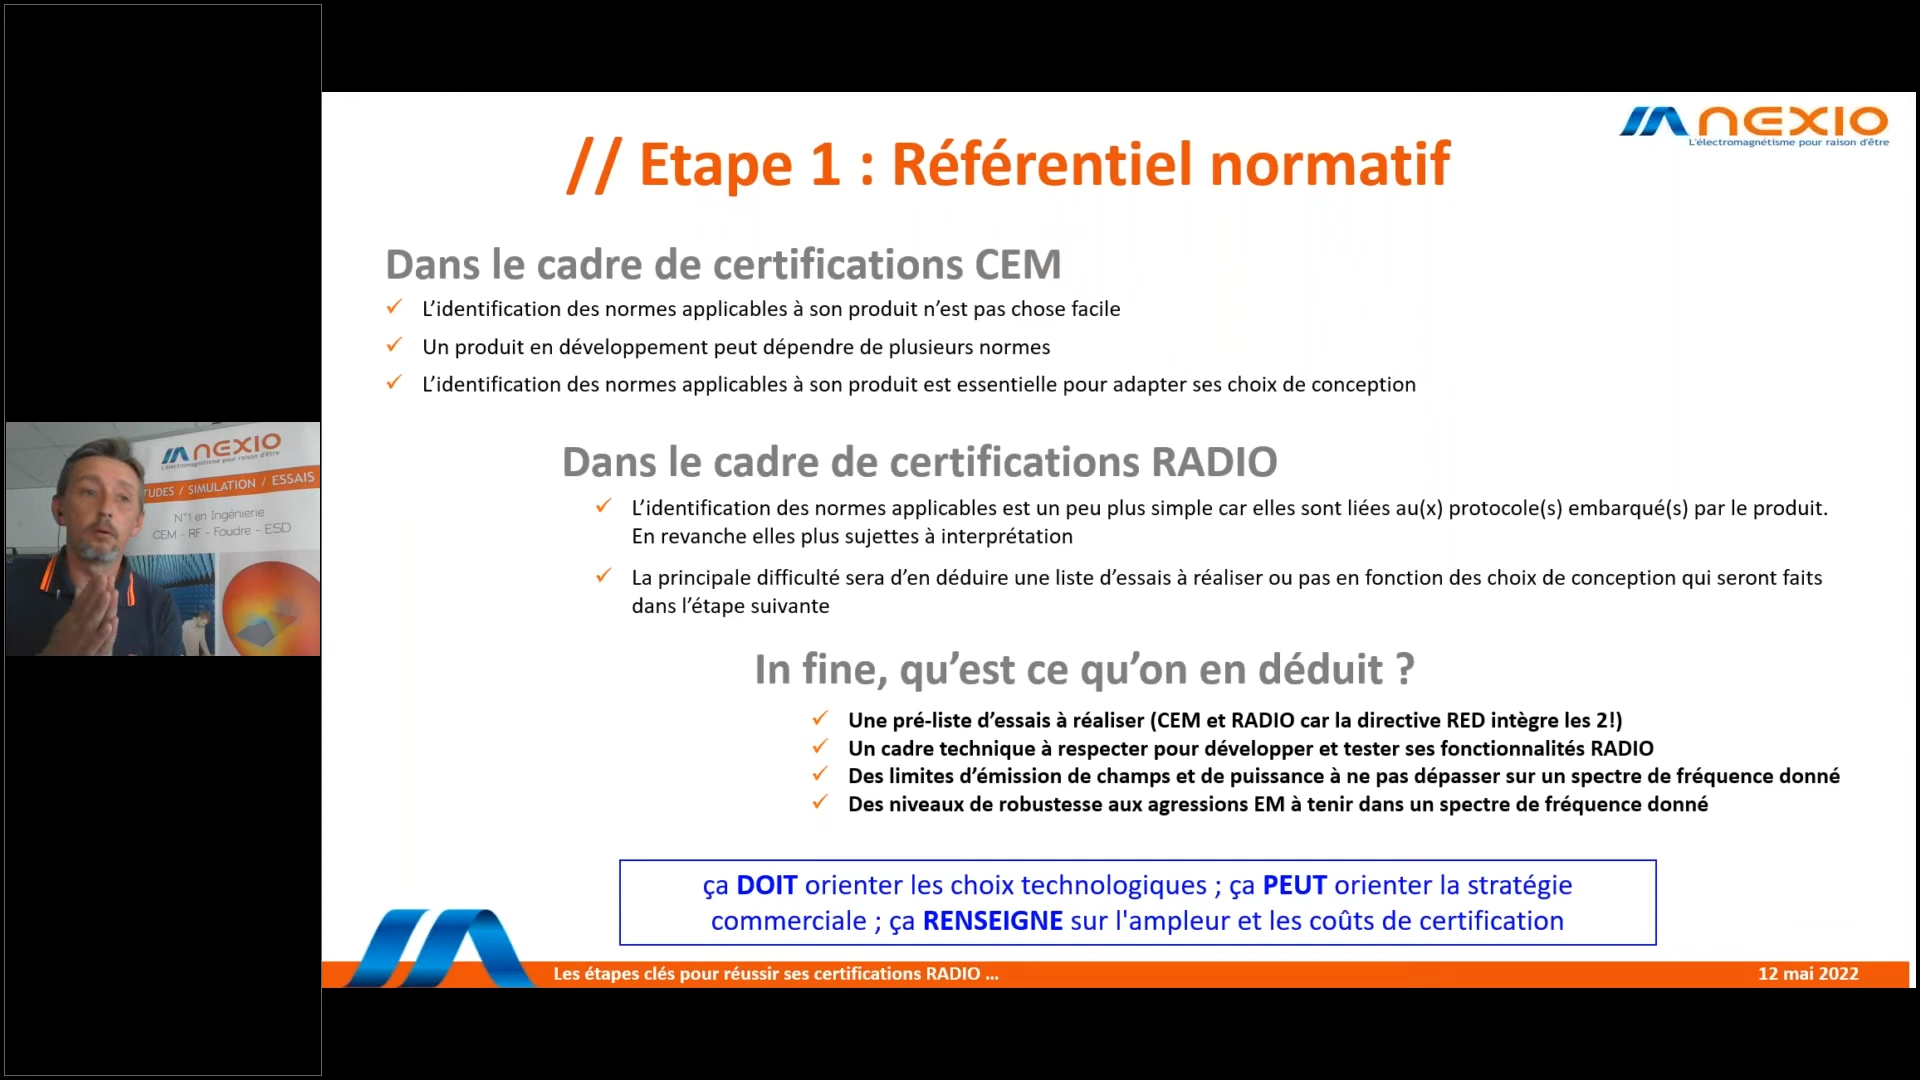 nexio
L'électromagnétisme pour raison d'être
// Etape 1 : Référentiel normatif
Dans le cadre de certifications CEM
✓ L'identification des normes applicables à son produit n'est pas chose facile
✓ Un produit en développement peut dépendre de plusieurs normes
✓ L'identification des normes applicables à son produit est essentielle pour adapter ses choix de conception
Dans le cadre de certifications RADIO
✓ L'identification des normes applicables est un peu plus simple car elles sont liées au(x) protocole(s) embarqué(s) par le produit.
En revanche elles plus sujettes à interprétation
✓ La principale difficulté sera d'en déduire une liste d'essais à réaliser ou pas en fonction des choix de conception qui seront faits
dans l'étape suivante
In fine, qu'est ce qu'on en déduit ?
✓ Une pré-liste d'essais à réaliser (CEM et RADIO car la directive RED intègre les 2!)
✓ Un cadre technique à respecter pour développer et tester ses fonctionnalités RADIO
✓ Des limites d'émission de champs et de puissance à ne pas dépasser sur un spectre de fréquence donné
✓ Des niveaux de robustesse aux agressions EM à tenir dans un spectre de fréquence donné
ça DOIT orienter les choix technologiques ; ça PEUT orienter la stratégie
commerciale ; ça RENSEIGNE sur l'ampleur et les coûts de certification
Les étapes clés pour réussir ses certifications RADIO ...
12 mai 2022
nexio
L'électromagnétisme pour raison d'être
TUDES / SIMULATION / ESSAIS
N°1 en Ingénierie
CEM - RF - Foudre - ESD